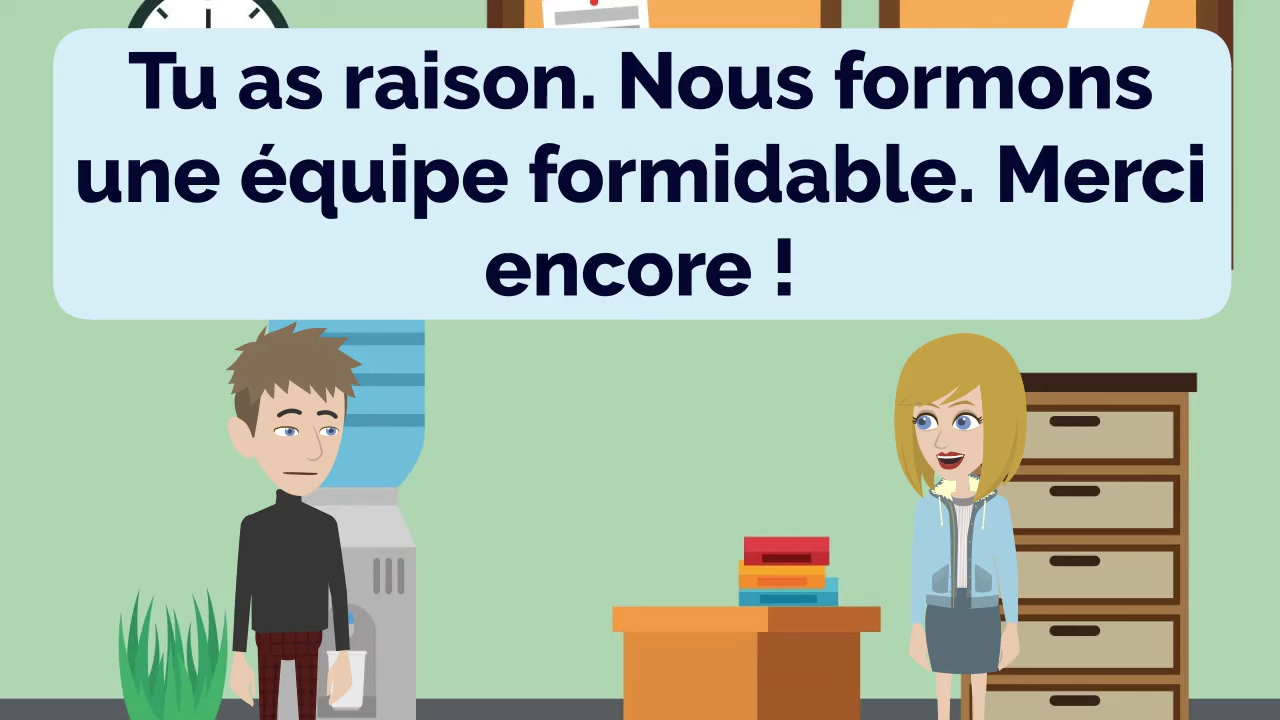 Tu as raison. Nous formons
une équipe formidable. Merci
encore !